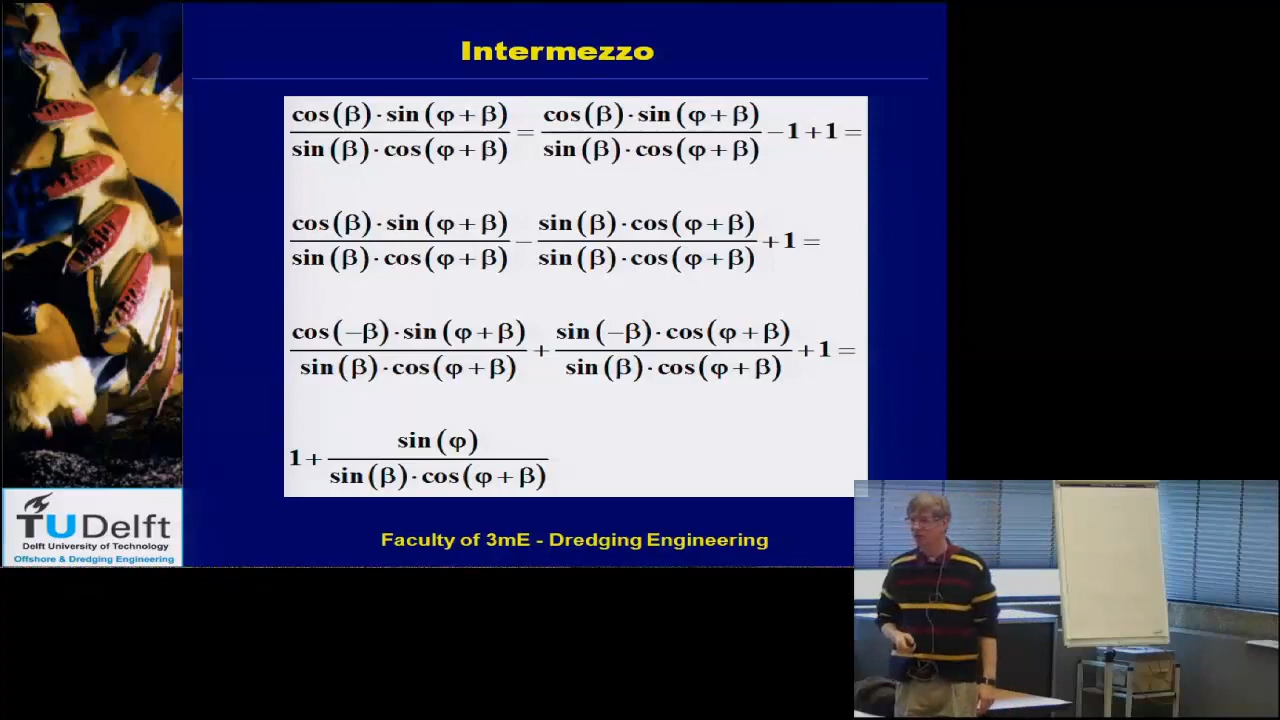 Intermezzo
cos(β)·sin(φ+β) / sin(β)·cos(φ+β) = cos(β)·sin(φ+β) / sin(β)·cos(φ+β) − 1 + 1 =
cos(β)·sin(φ+β) / sin(β)·cos(φ+β) − sin(β)·cos(φ+β) / sin(β)·cos(φ+β) + 1 =
cos(−β)·sin(φ+β) / sin(β)·cos(φ+β) + sin(−β)·cos(φ+β) / sin(β)·cos(φ+β) + 1 =
1 + sin(φ) / sin(β)·cos(φ+β)
TUDelft
Delft University of Technology
Offshore & Dredging Engineering
Faculty of 3mE - Dredging Engineering